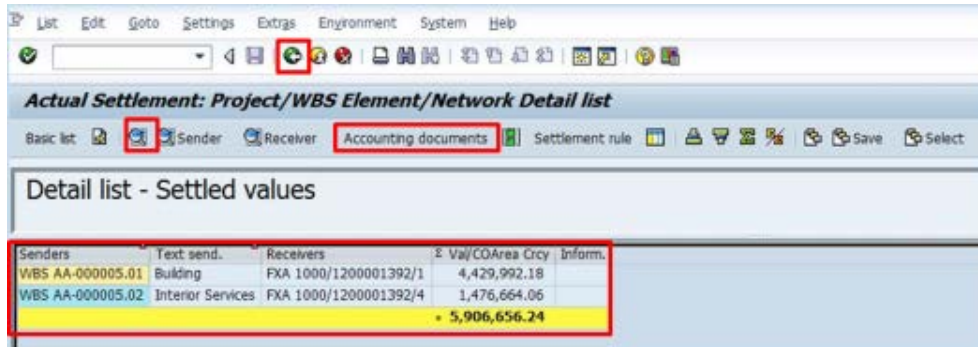 List Edit Goto Settings Extras Environment System Help
Actual Settlement: Project/WBS Element/Network Detail list
Basic list Sender Receiver Accounting documents Settlement rule Save Select
Detail list - Settled values
Senders Text send. Receivers Σ Val/COArea Crcy Inform.
WBS AA-000005.01 Building FXA 1000/1200001392/1 4,429,992.18
WBS AA-000005.02 Interior Services FXA 1000/1200001392/4 1,476,664.06
• 5,906,656.24